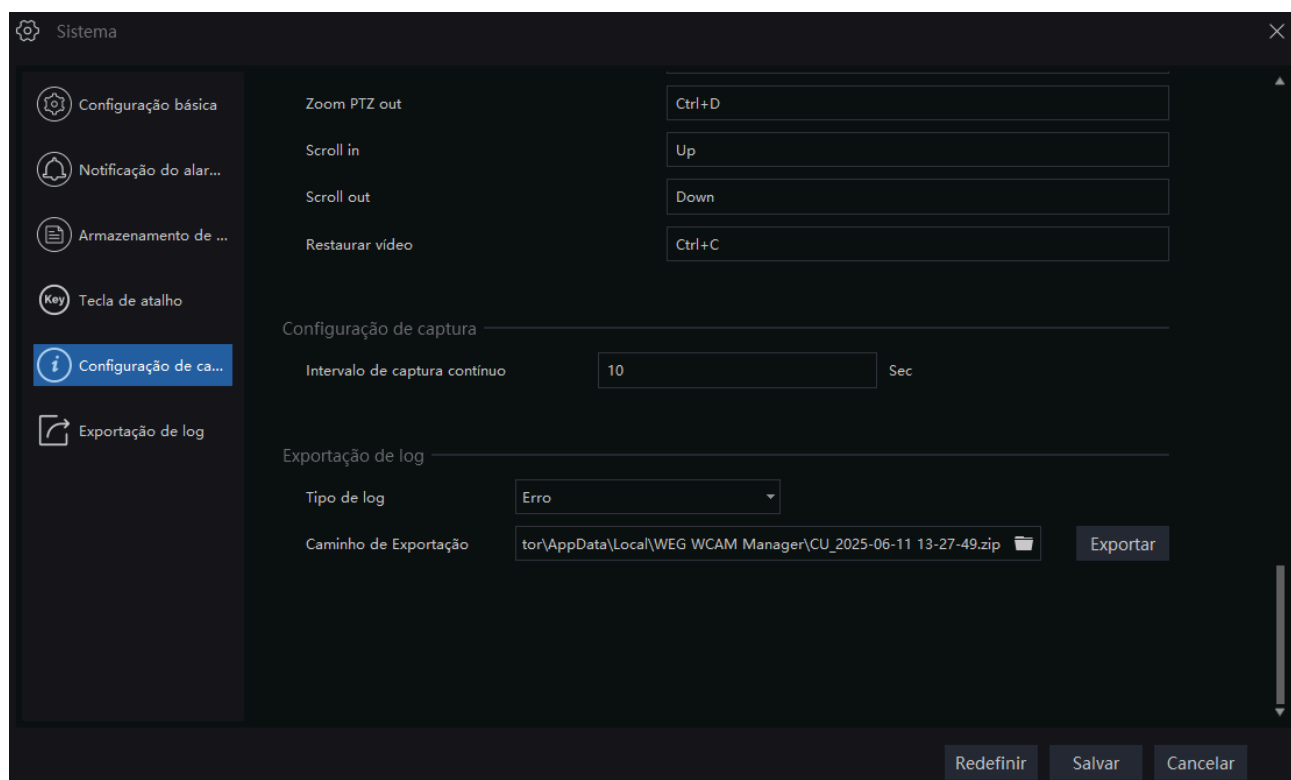 Sistema
Configuração básica
Notificação do alar...
Armazenamento de ...
Key Tecla de atalho
Configuração de ca...
Exportação de log
Zoom PTZ out Ctrl+D
Scroll in Up
Scroll out Down
Restaurar vídeo Ctrl+C
Configuração de captura
Intervalo de captura contínuo 10 Sec
Exportação de log
Tipo de log Erro
Caminho de Exportação tor\AppData\Local\WEG WCAM Manager\CU_2025-06-11 13-27-49.zip Exportar
Redefinir Salvar Cancelar